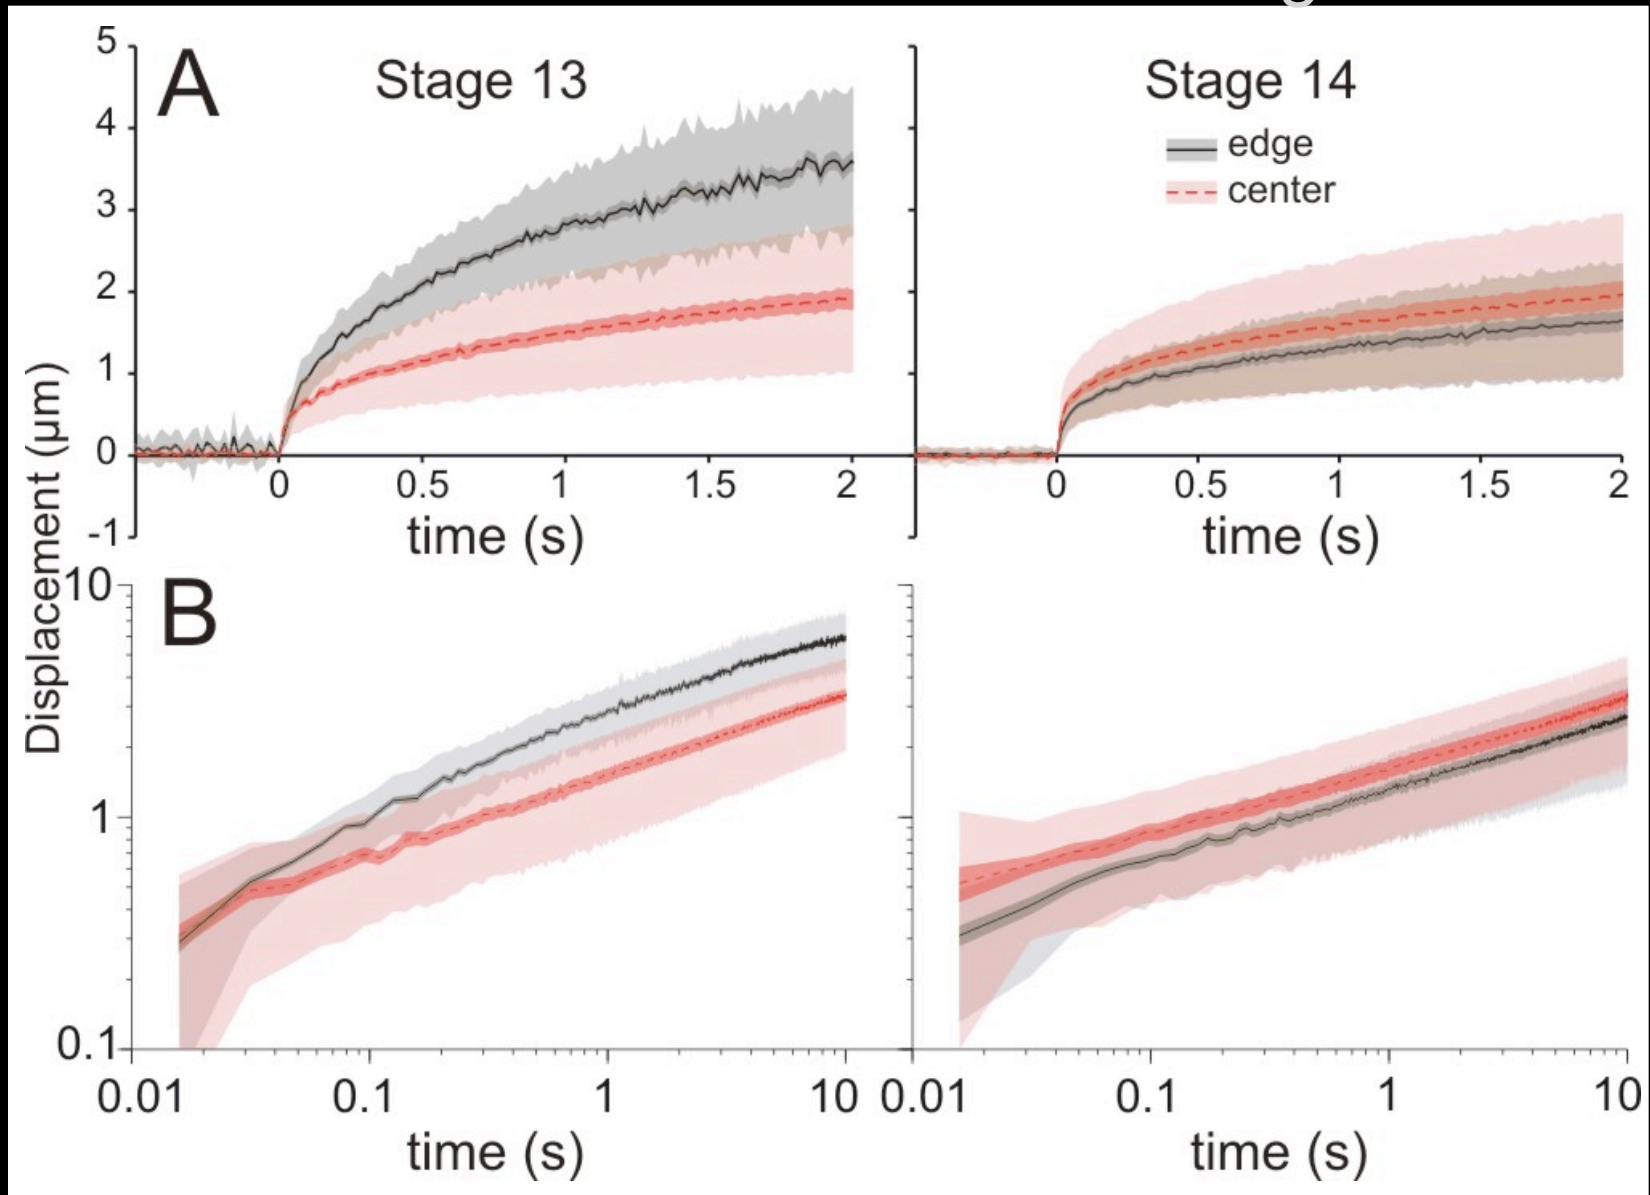 A
Stage 13
Stage 14
edge
center
5
4
3
2
1
0
-1
0 0.5 1 1.5 2
0 0.5 1 1.5 2
time (s)
time (s)
Displacement (µm)
B
10
1
0.1
0.01 0.1 1 10
0.01 0.1 1 10
time (s)
time (s)